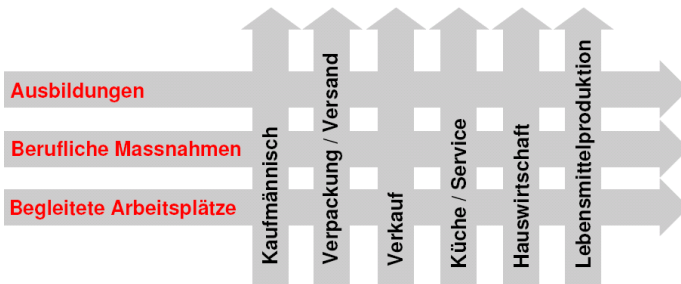 Ausbildungen
Berufliche Massnahmen
Begleitete Arbeitsplätze
Kaufmännisch
Verpackung / Versand
Verkauf
Küche / Service
Hauswirtschaft
Lebensmittelproduktion